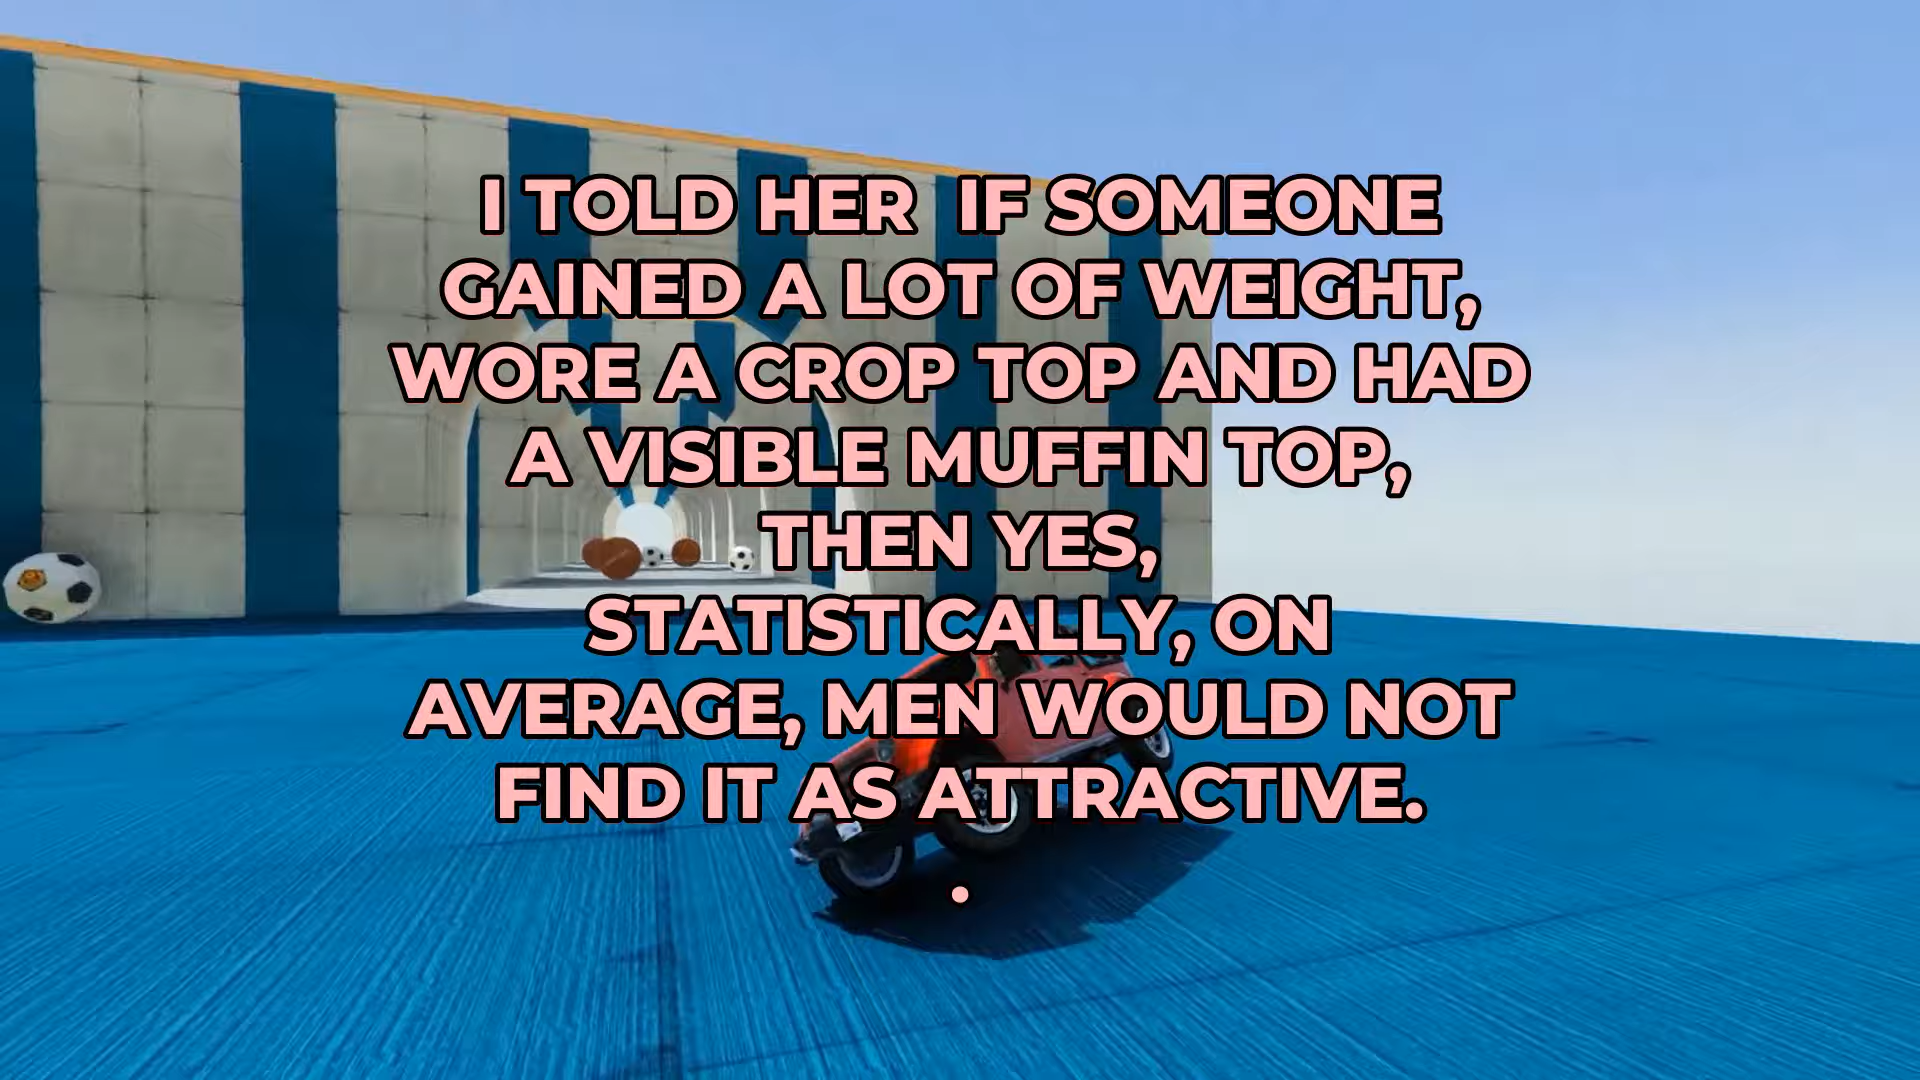 I TOLD HER  IF SOMEONE
GAINED A LOT OF WEIGHT,
WORE A CROP TOP AND HAD
A VISIBLE MUFFIN TOP,
THEN YES,
STATISTICALLY, ON
AVERAGE, MEN WOULD NOT
FIND IT AS ATTRACTIVE.
.